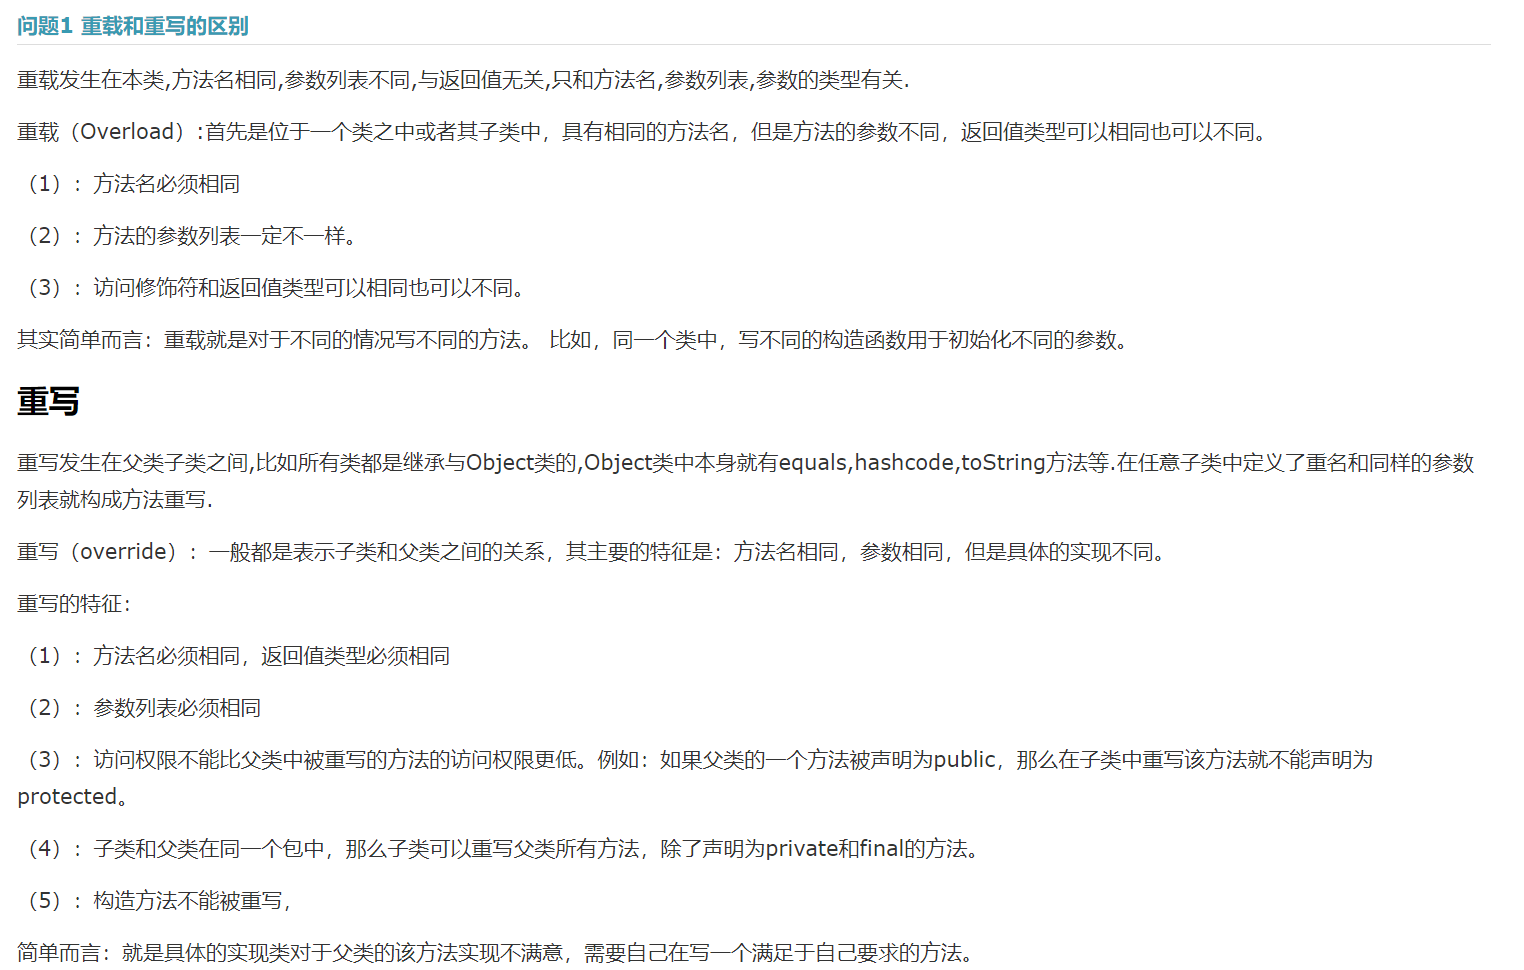 问题1 重载和重写的区别
重载发生在本类,方法名相同,参数列表不同,与返回值无关,只和方法名,参数列表,参数的类型有关.
重载（Overload）:首先是位于一个类之中或者其子类中，具有相同的方法名，但是方法的参数不同，返回值类型可以相同也可以不同。
（1）：方法名必须相同
（2）：方法的参数列表一定不一样。
（3）：访问修饰符和返回值类型可以相同也可以不同。
其实简单而言：重载就是对于不同的情况写不同的方法。 比如，同一个类中，写不同的构造函数用于初始化不同的参数。
重写
重写发生在父类子类之间,比如所有类都是继承与Object类的,Object类中本身就有equals,hashcode,toString方法等.在任意子类中定义了重名和同样的参数
列表就构成方法重写.
重写（override）：一般都是表示子类和父类之间的关系，其主要的特征是：方法名相同，参数相同，但是具体的实现不同。
重写的特征：
（1）：方法名必须相同，返回值类型必须相同
（2）：参数列表必须相同
（3）：访问权限不能比父类中被重写的方法的访问权限更低。例如：如果父类的一个方法被声明为public，那么在子类中重写该方法就不能声明为
protected。
（4）：子类和父类在同一个包中，那么子类可以重写父类所有方法，除了声明为private和final的方法。
（5）：构造方法不能被重写，
简单而言：就是具体的实现类对于父类的该方法实现不满意，需要自己在写一个满足于自己要求的方法。